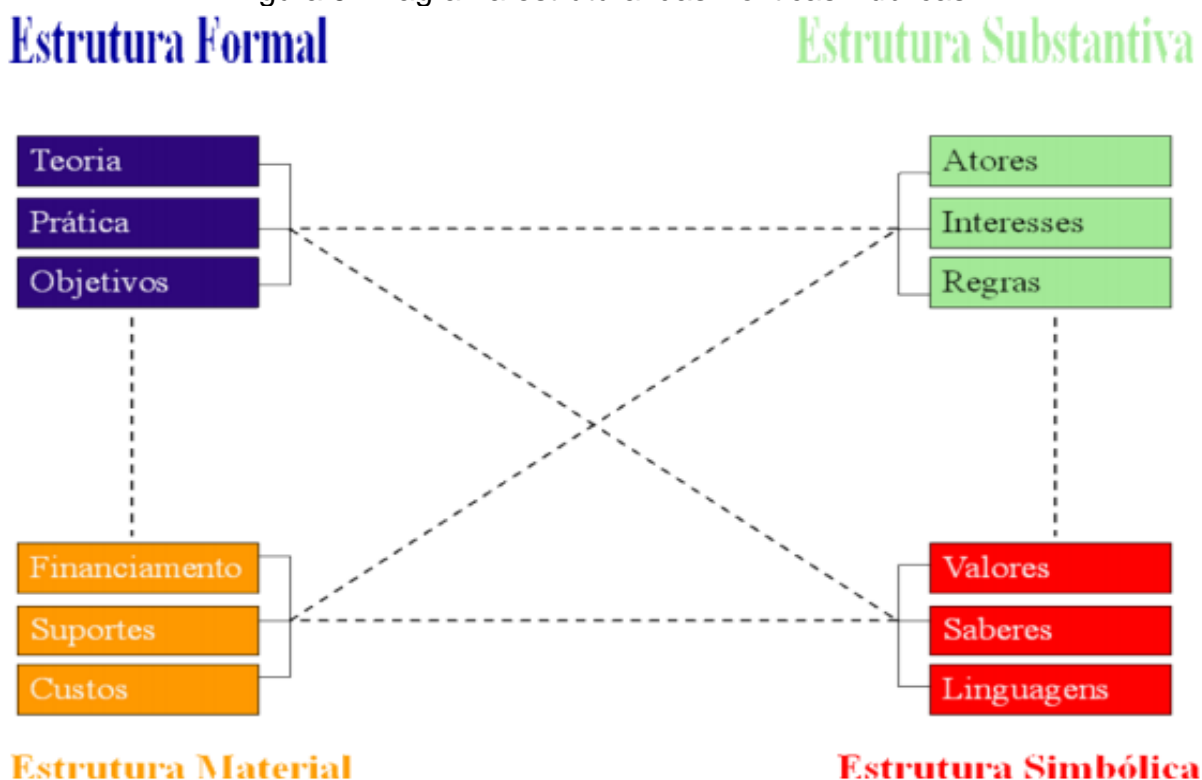 Estrutura Formal
Estrutura Substantiva
Teoria
Prática
Objetivos
Atores
Interesses
Regras
Financiamento
Suportes
Custos
Valores
Saberes
Linguagens
Estrutura Material
Estrutura Simbólica